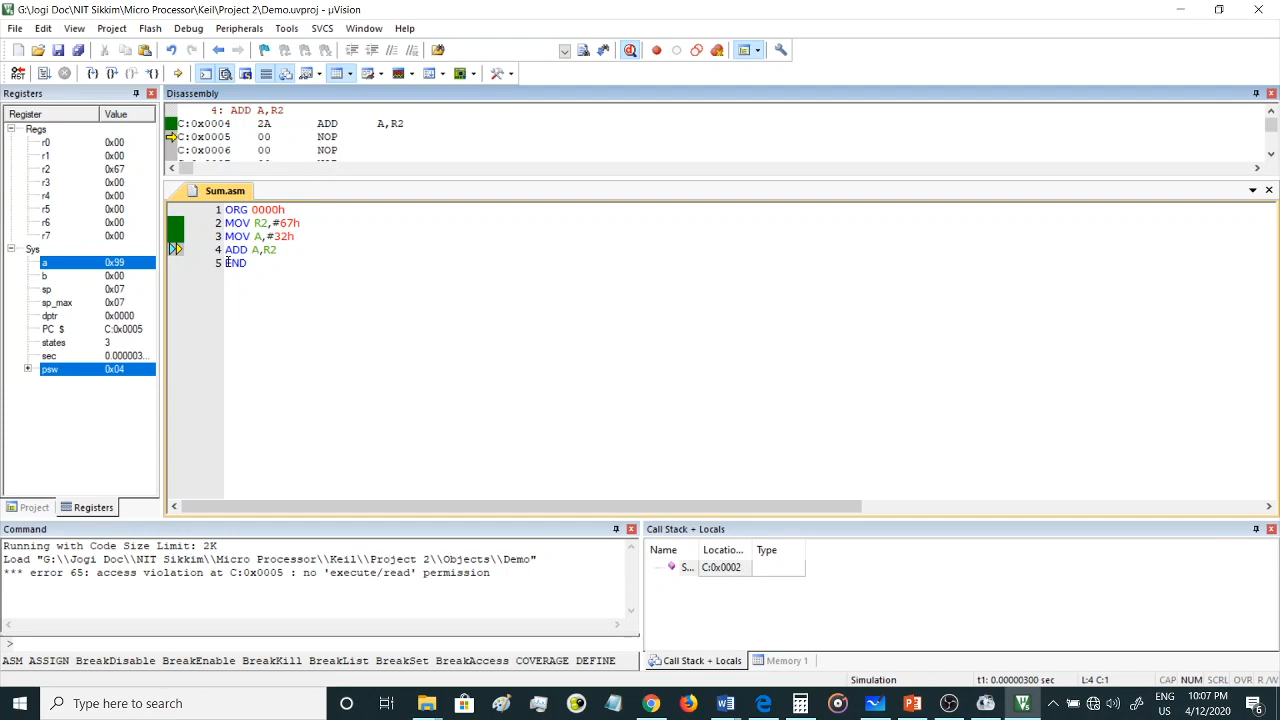 G:\Jogi Doc\NIT Sikkim\Micro Processor\Keil\Project 2\Demo.uvproj - µVision
File Edit View Project Flash Debug Peripherals Tools SVCS Window Help
Registers
Register Value
Regs
r0 0x00
r1 0x00
r2 0x67
r3 0x00
r4 0x00
r5 0x00
r6 0x00
r7 0x00
Sys
a 0x99
b 0x00
sp 0x07
sp_max 0x07
dptr 0x0000
PC $ C:0x0005
states 3
sec 0.000003...
psw 0x04
Project Registers
Disassembly
4: ADD A,R2
C:0x0004 2A ADD A,R2
C:0x0005 00 NOP
C:0x0006 00 NOP
Sum.asm
1 ORG 0000h
2 MOV R2,#67h
3 MOV A,#32h
4 ADD A,R2
5 END
Command
Running with Code Size Limit: 2K
Load "G:\\Jogi Doc\\NIT Sikkim\\Micro Processor\\Keil\\Project 2\\Objects\\Demo"
*** error 65: access violation at C:0x0005 : no 'execute/read' permission
>
ASM ASSIGN BreakDisable BreakEnable BreakKill BreakList BreakSet BreakAccess COVERAGE DEFINE
Call Stack + Locals
Name Locatio... Type
S... C:0x0002
Call Stack + Locals Memory 1
Simulation t1: 0.00000300 sec L:4 C:1 CAP NUM SCRL OVR R/W
Type here to search
ENG
US
10:07 PM
4/12/2020
6